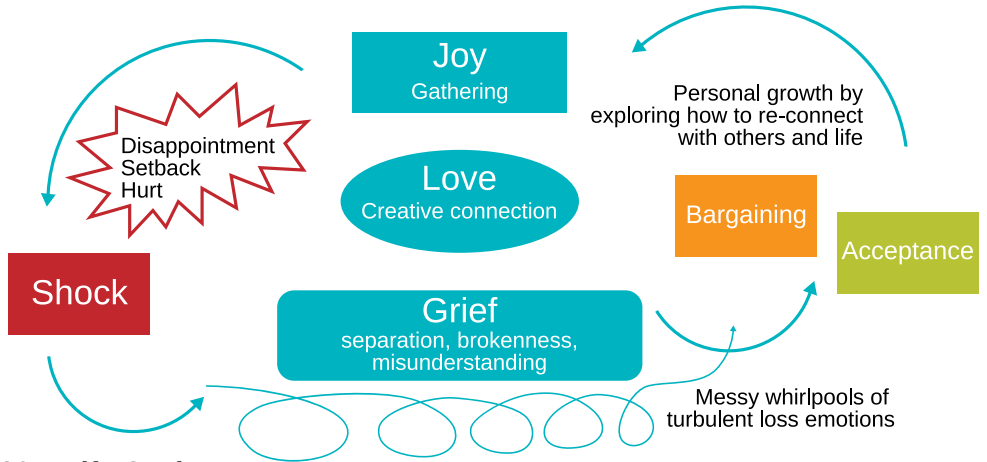 Joy
Gathering
Personal growth by
exploring how to re-connect
with others and life
Disappointment
Setback
Hurt
Love
Creative connection
Bargaining
Acceptance
Shock
Grief
separation, brokenness,
misunderstanding
Messy whirlpools of
turbulent loss emotions